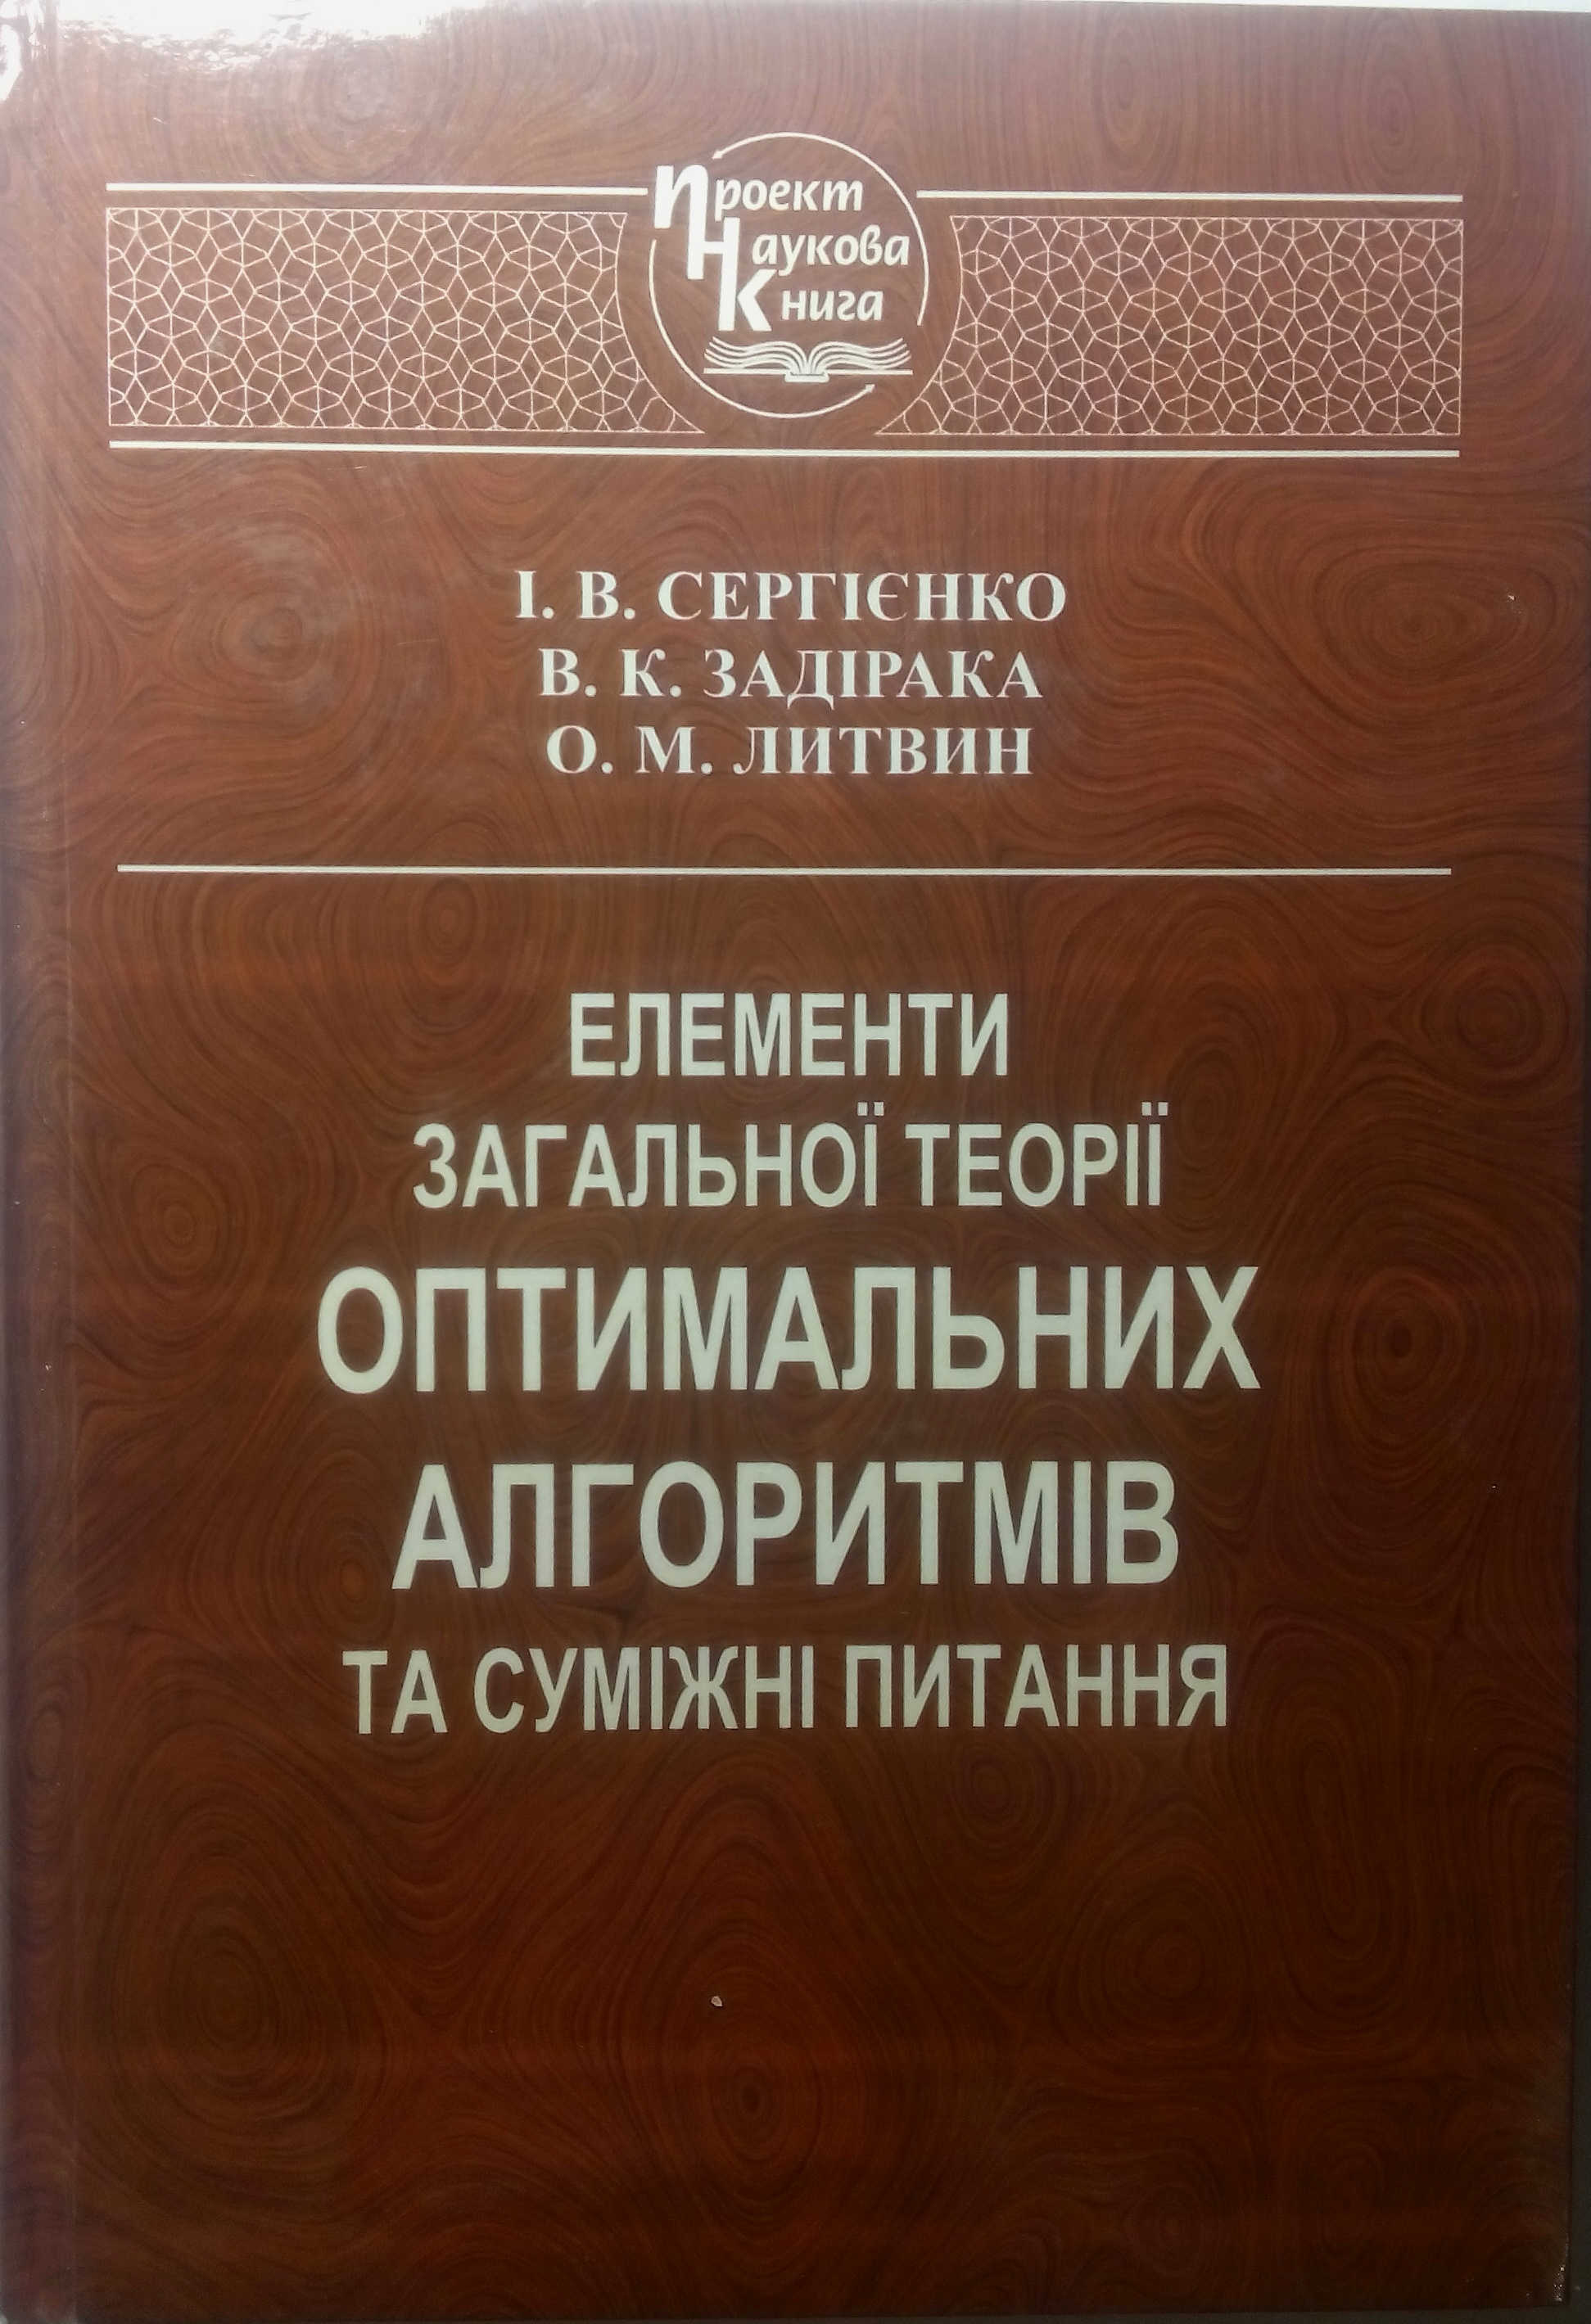 Проект
Наукова
Книга
І. В. СЕРГІЄНКО
В. К. ЗАДІРАКА
О. М. ЛИТВИН
ЕЛЕМЕНТИ
ЗАГАЛЬНОЇ ТЕОРІЇ
ОПТИМАЛЬНИХ
АЛГОРИТМІВ
ТА СУМІЖНІ ПИТАННЯ